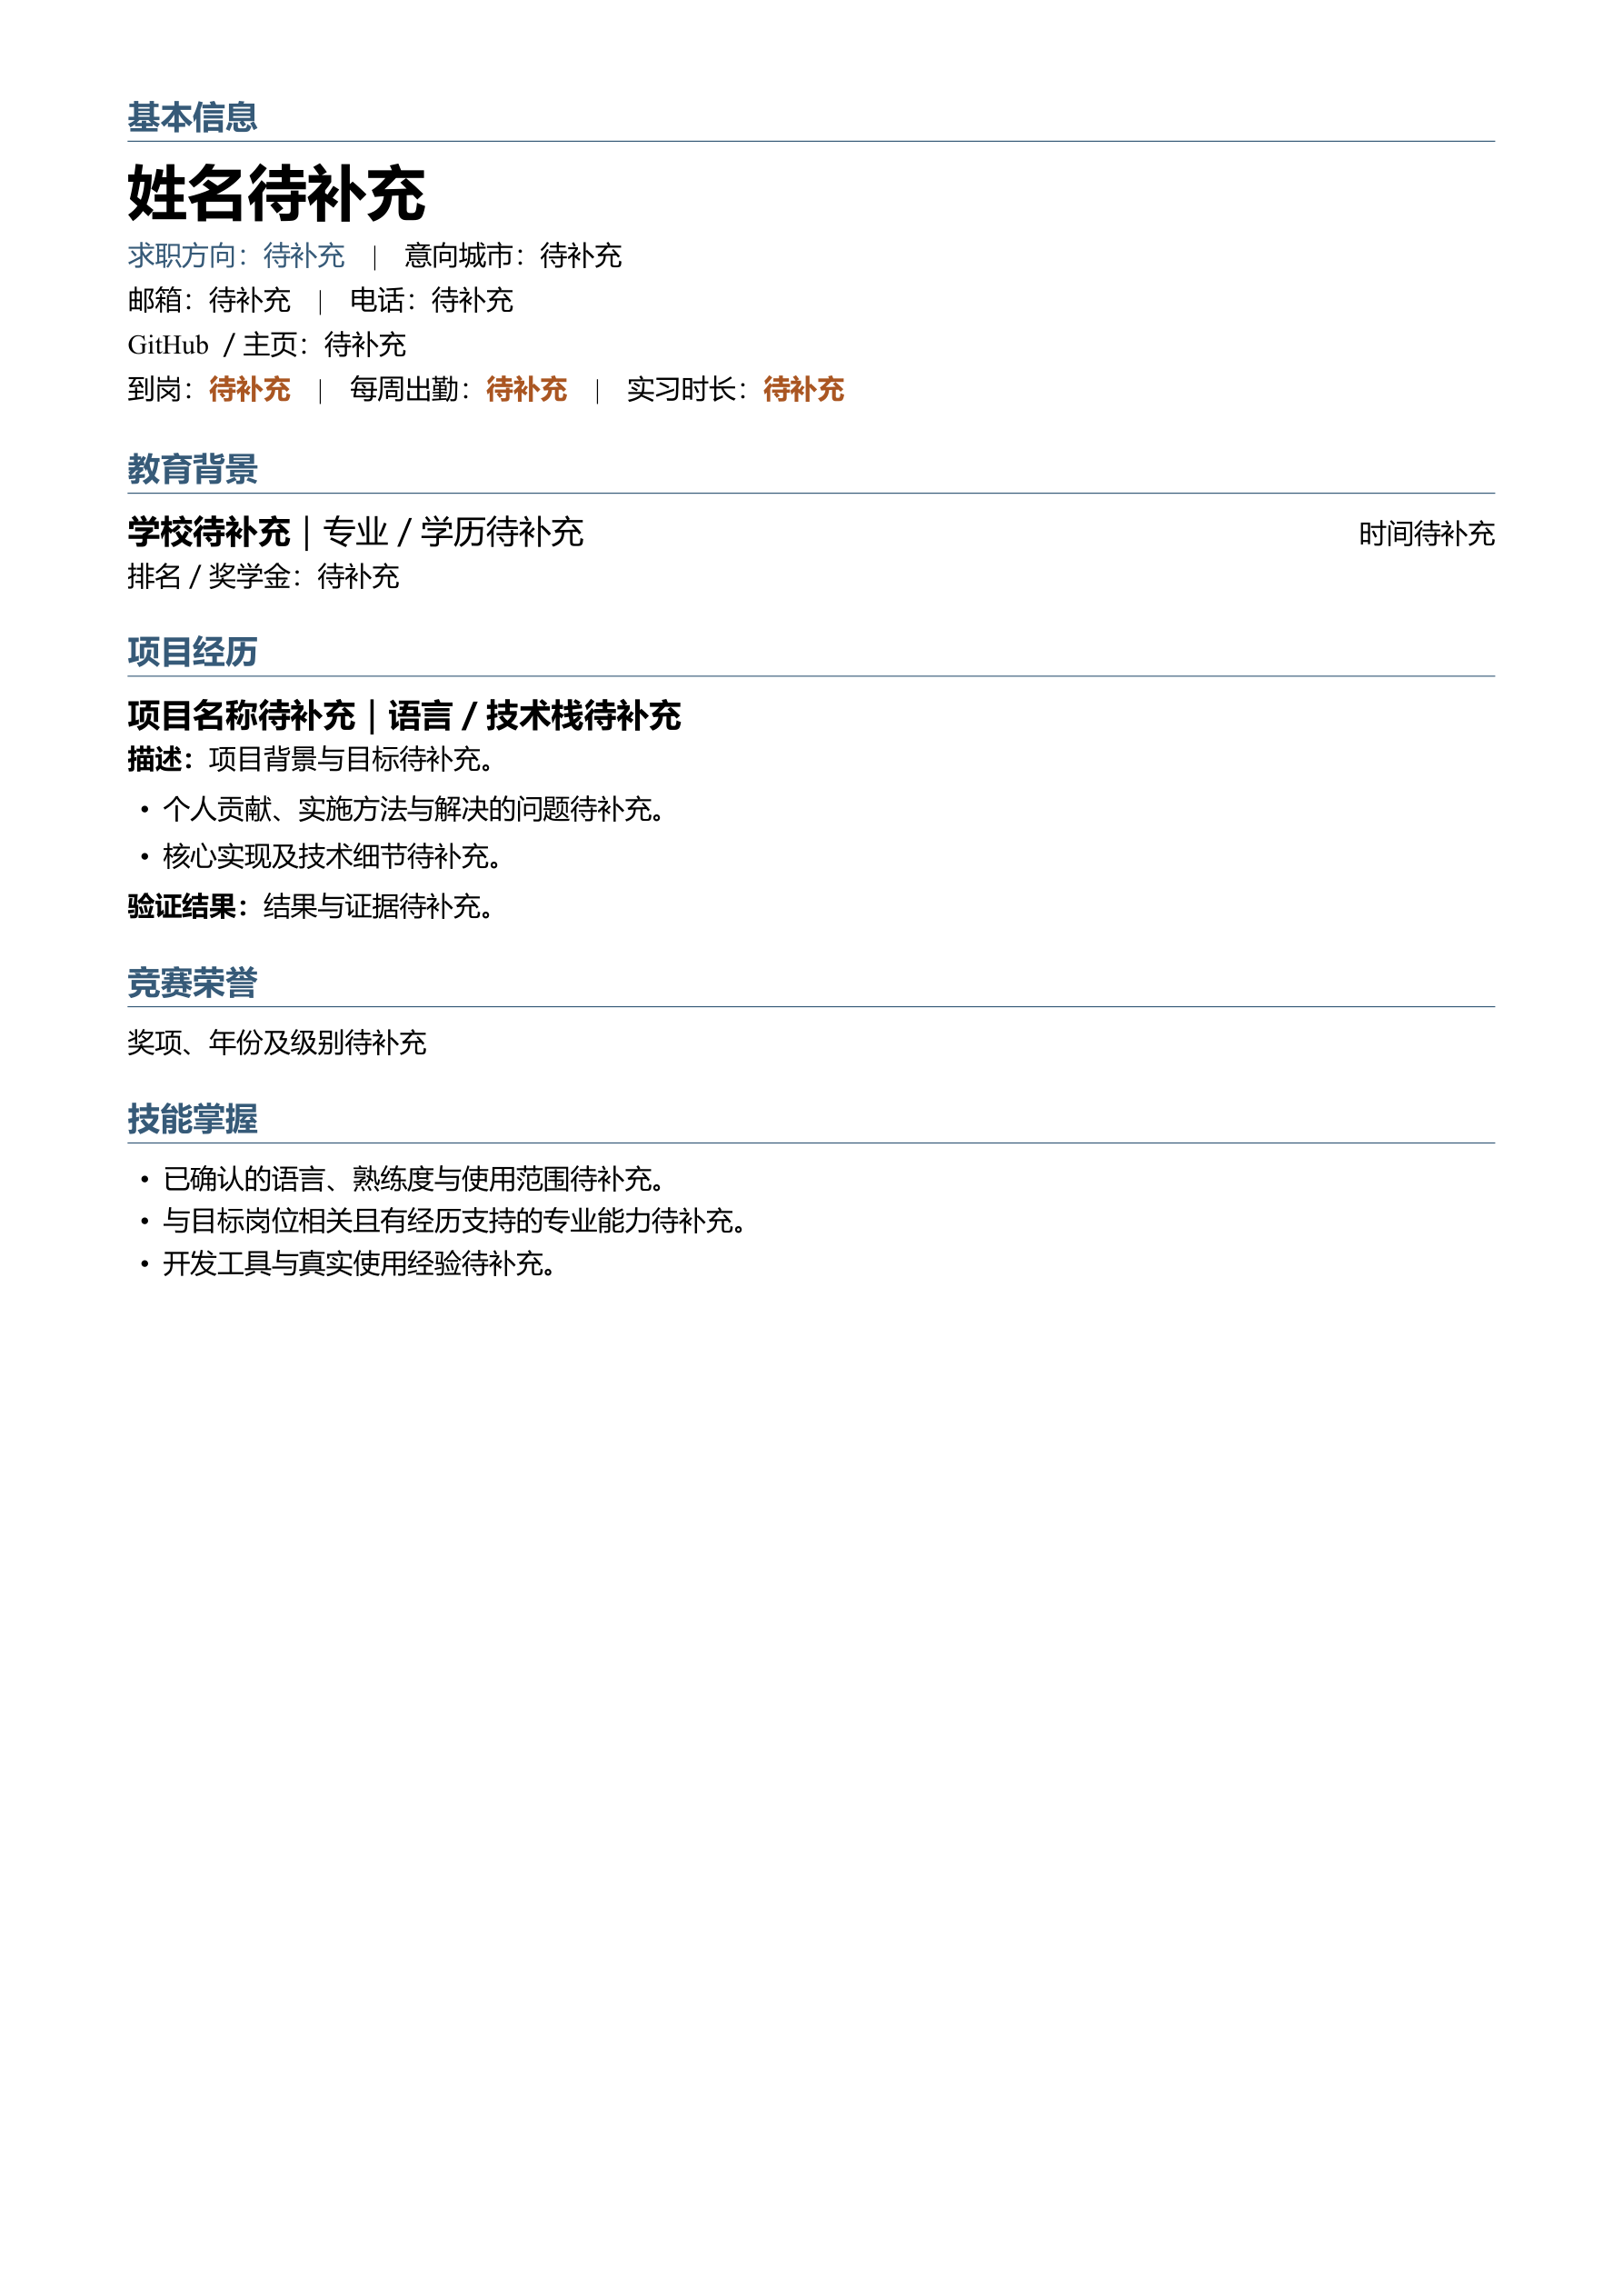 基本信息
姓名待补充
求职方向：待补充 | 意向城市：待补充
邮箱：待补充 | 电话：待补充
GitHub / 主页：待补充
到岗：待补充 | 每周出勤：待补充 | 实习时长：待补充
教育背景
学校待补充 | 专业 / 学历待补充 时间待补充
排名 / 奖学金：待补充
项目经历
项目名称待补充 | 语言 / 技术栈待补充
描述：项目背景与目标待补充。
• 个人贡献、实施方法与解决的问题待补充。
• 核心实现及技术细节待补充。
验证结果：结果与证据待补充。
竞赛荣誉
奖项、年份及级别待补充
技能掌握
• 已确认的语言、熟练度与使用范围待补充。
• 与目标岗位相关且有经历支持的专业能力待补充。
• 开发工具与真实使用经验待补充。